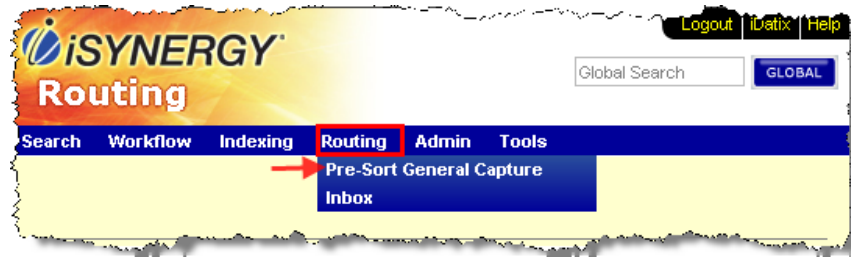 Logout iDatix Help
iSYNERGY
Global Search GLOBAL
Routing
Search Workflow Indexing Routing Admin Tools
Pre-Sort General Capture
Inbox